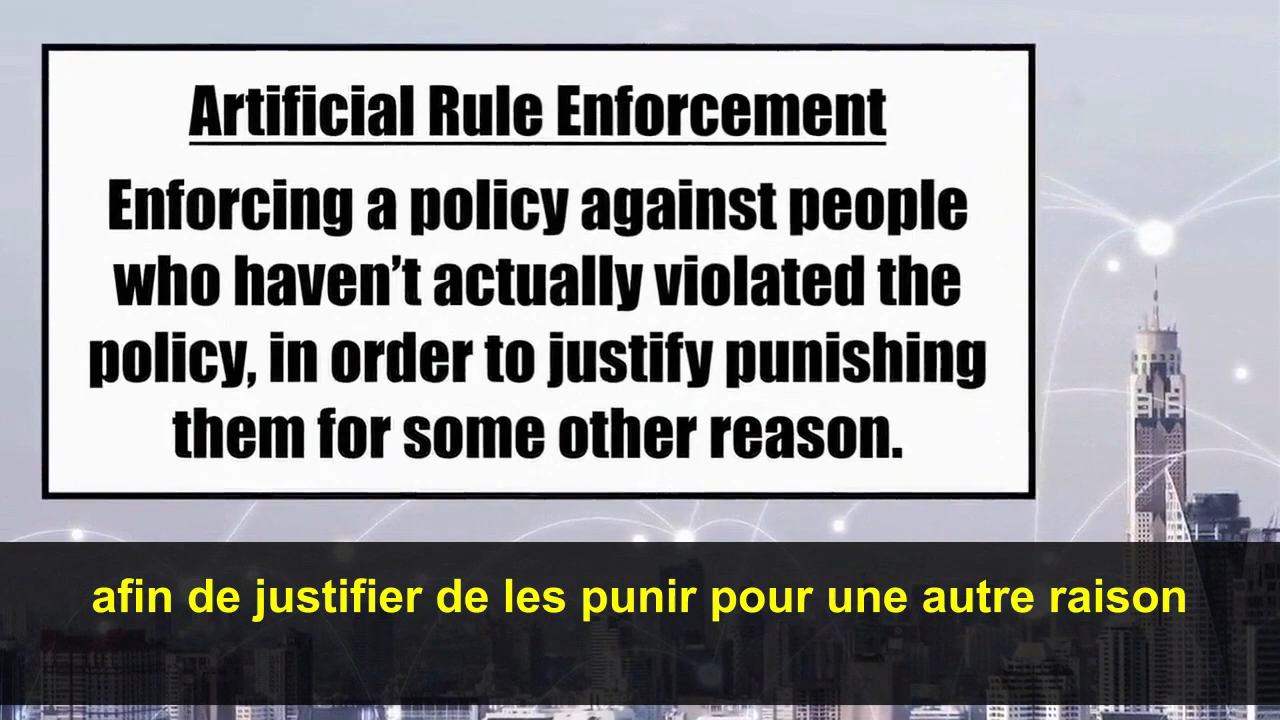 Artificial Rule Enforcement
Enforcing a policy against people
who haven’t actually violated the
policy, in order to justify punishing
them for some other reason.
afin de justifier de les punir pour une autre raison